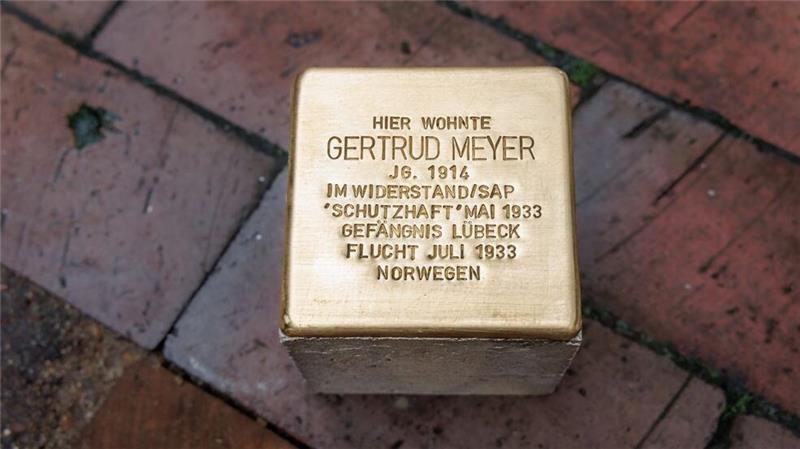 HIER WOHNTE
GERTRUD MEYER
JG. 1914
IM WIDERSTAND/SAP
'SCHUTZHAFT' MAI 1933
GEFÄNGNIS LÜBECK
FLUCHT JULI 1933
NORWEGEN